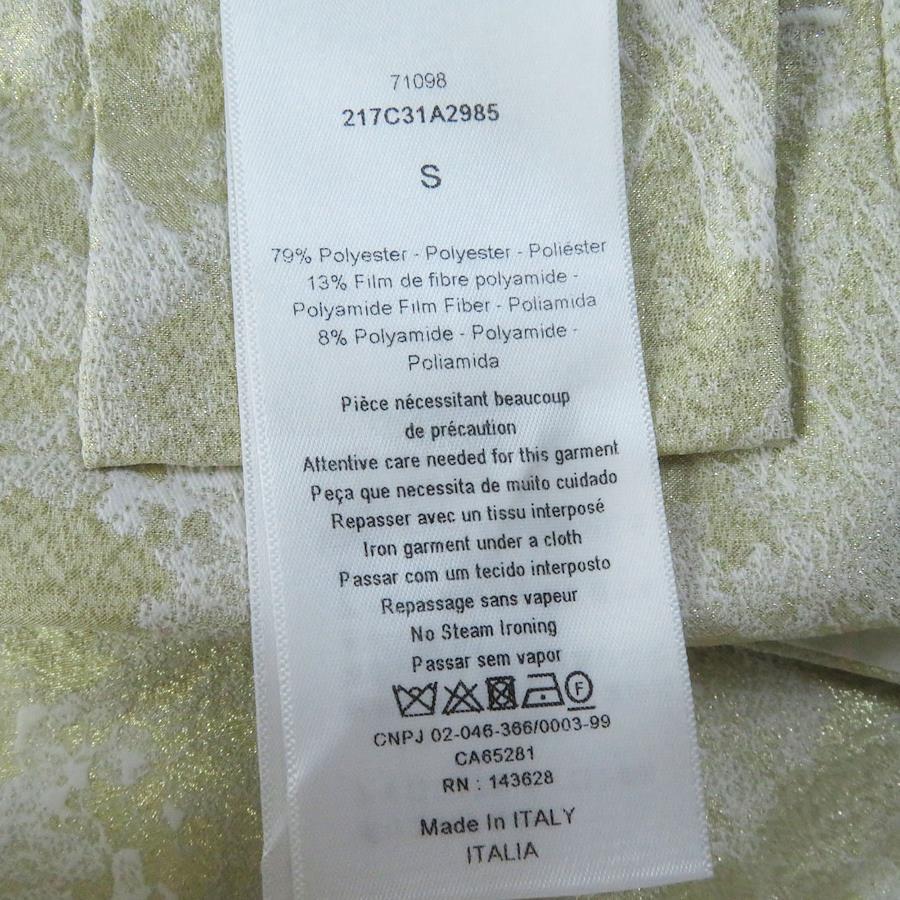 71098
217C31A2985
S
79% Polyester - Polyester - Poliéster
13% Film de fibre polyamide -
Polyamide Film Fiber - Poliamida
8% Polyamide - Polyamide -
Poliamida
Pièce nécessitant beaucoup
de précaution
Attentive care needed for this garment
Peça que necessita de muito cuidado
Repasser avec un tissu interposé
Iron garment under a cloth
Passar com um tecido interposto
Repassage sans vapeur
No Steam Ironing
Passar sem vapor
F
CNPJ 02-046-366/0003-99
CA65281
RN : 143628
Made In ITALY
ITALIA